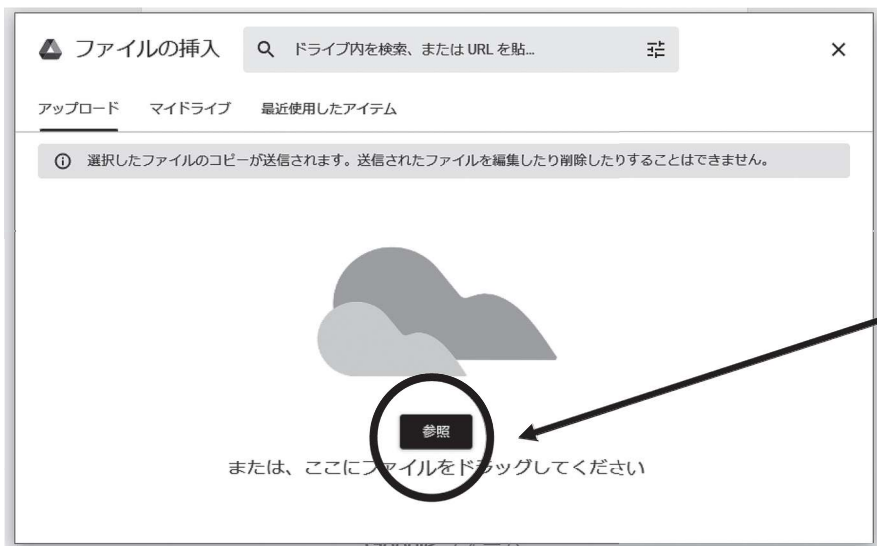 ファイルの挿入
ドライブ内を検索、または URL を貼...
アップロード マイドライブ 最近使用したアイテム
選択したファイルのコピーが送信されます。送信されたファイルを編集したり削除したりすることはできません。
参照
または、ここにファイルをドラッグしてください